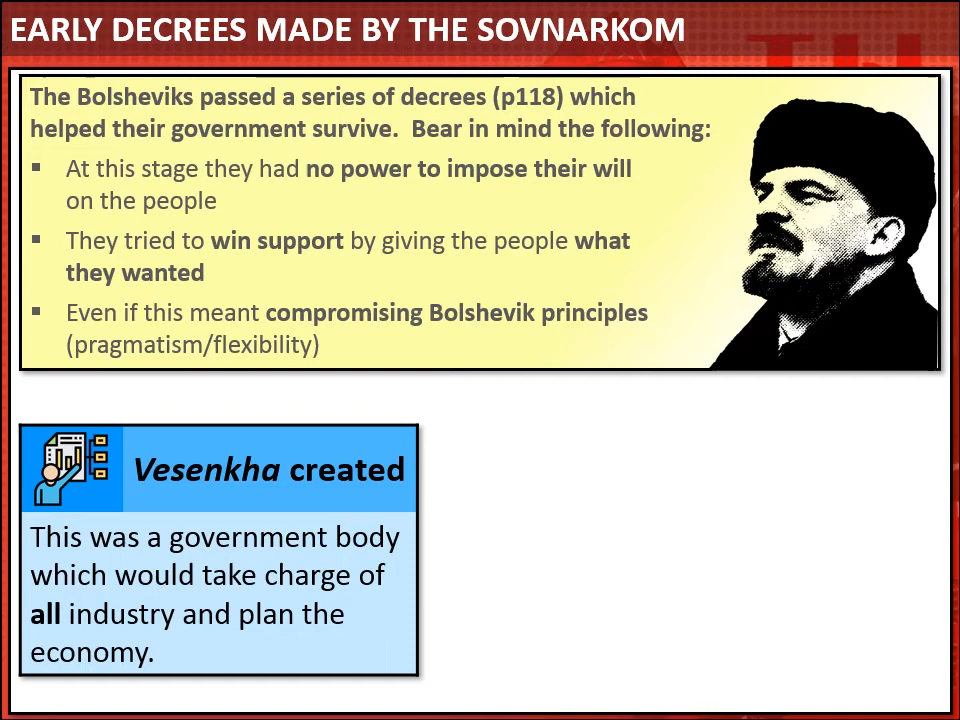 EARLY DECREES MADE BY THE SOVNARKOM
The Bolsheviks passed a series of decrees (p118) which
helped their government survive.  Bear in mind the following:
▪ At this stage they had no power to impose their will
on the people
▪ They tried to win support by giving the people what
they wanted
▪ Even if this meant compromising Bolshevik principles
(pragmatism/flexibility)
Vesenkha created
This was a government body
which would take charge of
all industry and plan the
economy.